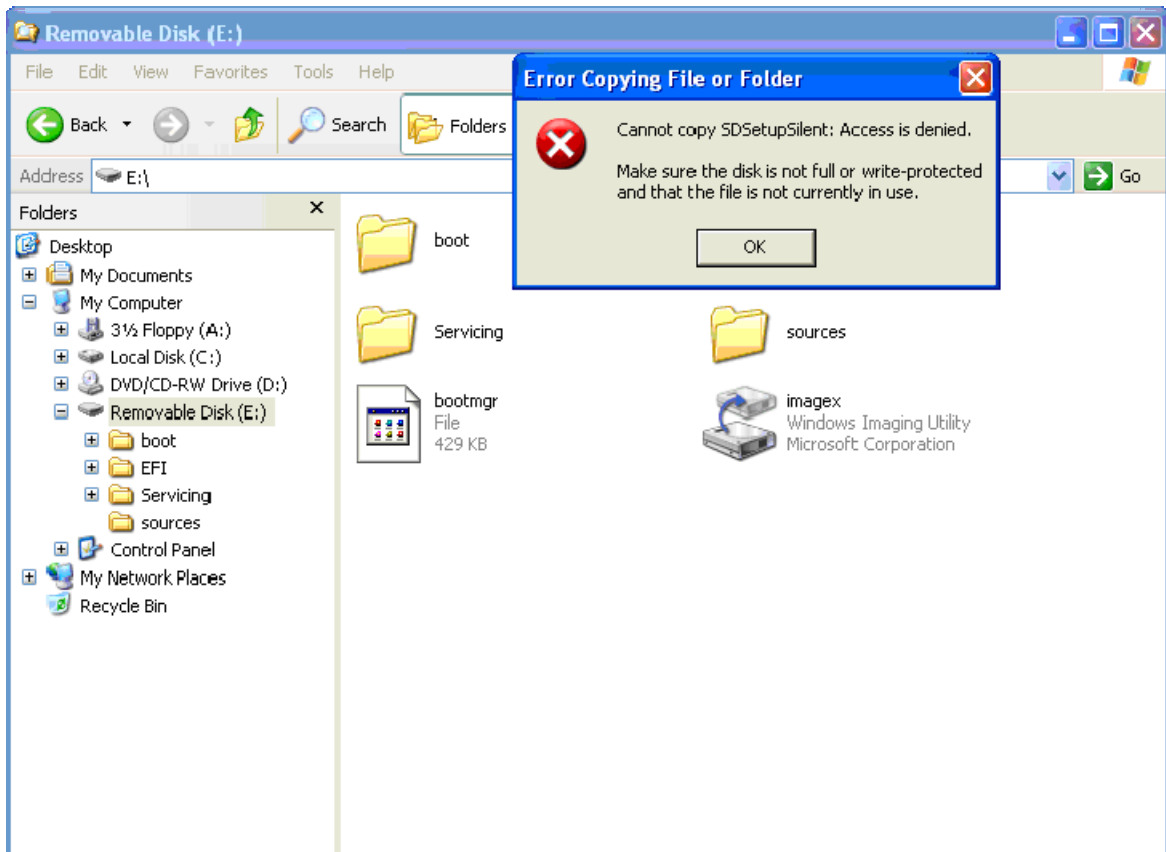 Removable Disk (E:)
File Edit View Favorites Tools Help
Back Search Folders
Address E:\ Go
Error Copying File or Folder
Cannot copy SDSetupSilent: Access is denied.
Make sure the disk is not full or write-protected
and that the file is not currently in use.
OK
Folders
Desktop
My Documents
My Computer
3½ Floppy (A:)
Local Disk (C:)
DVD/CD-RW Drive (D:)
Removable Disk (E:)
boot
EFI
Servicing
sources
Control Panel
My Network Places
Recycle Bin
boot
Servicing
sources
bootmgr
File
429 KB
imagex
Windows Imaging Utility
Microsoft Corporation